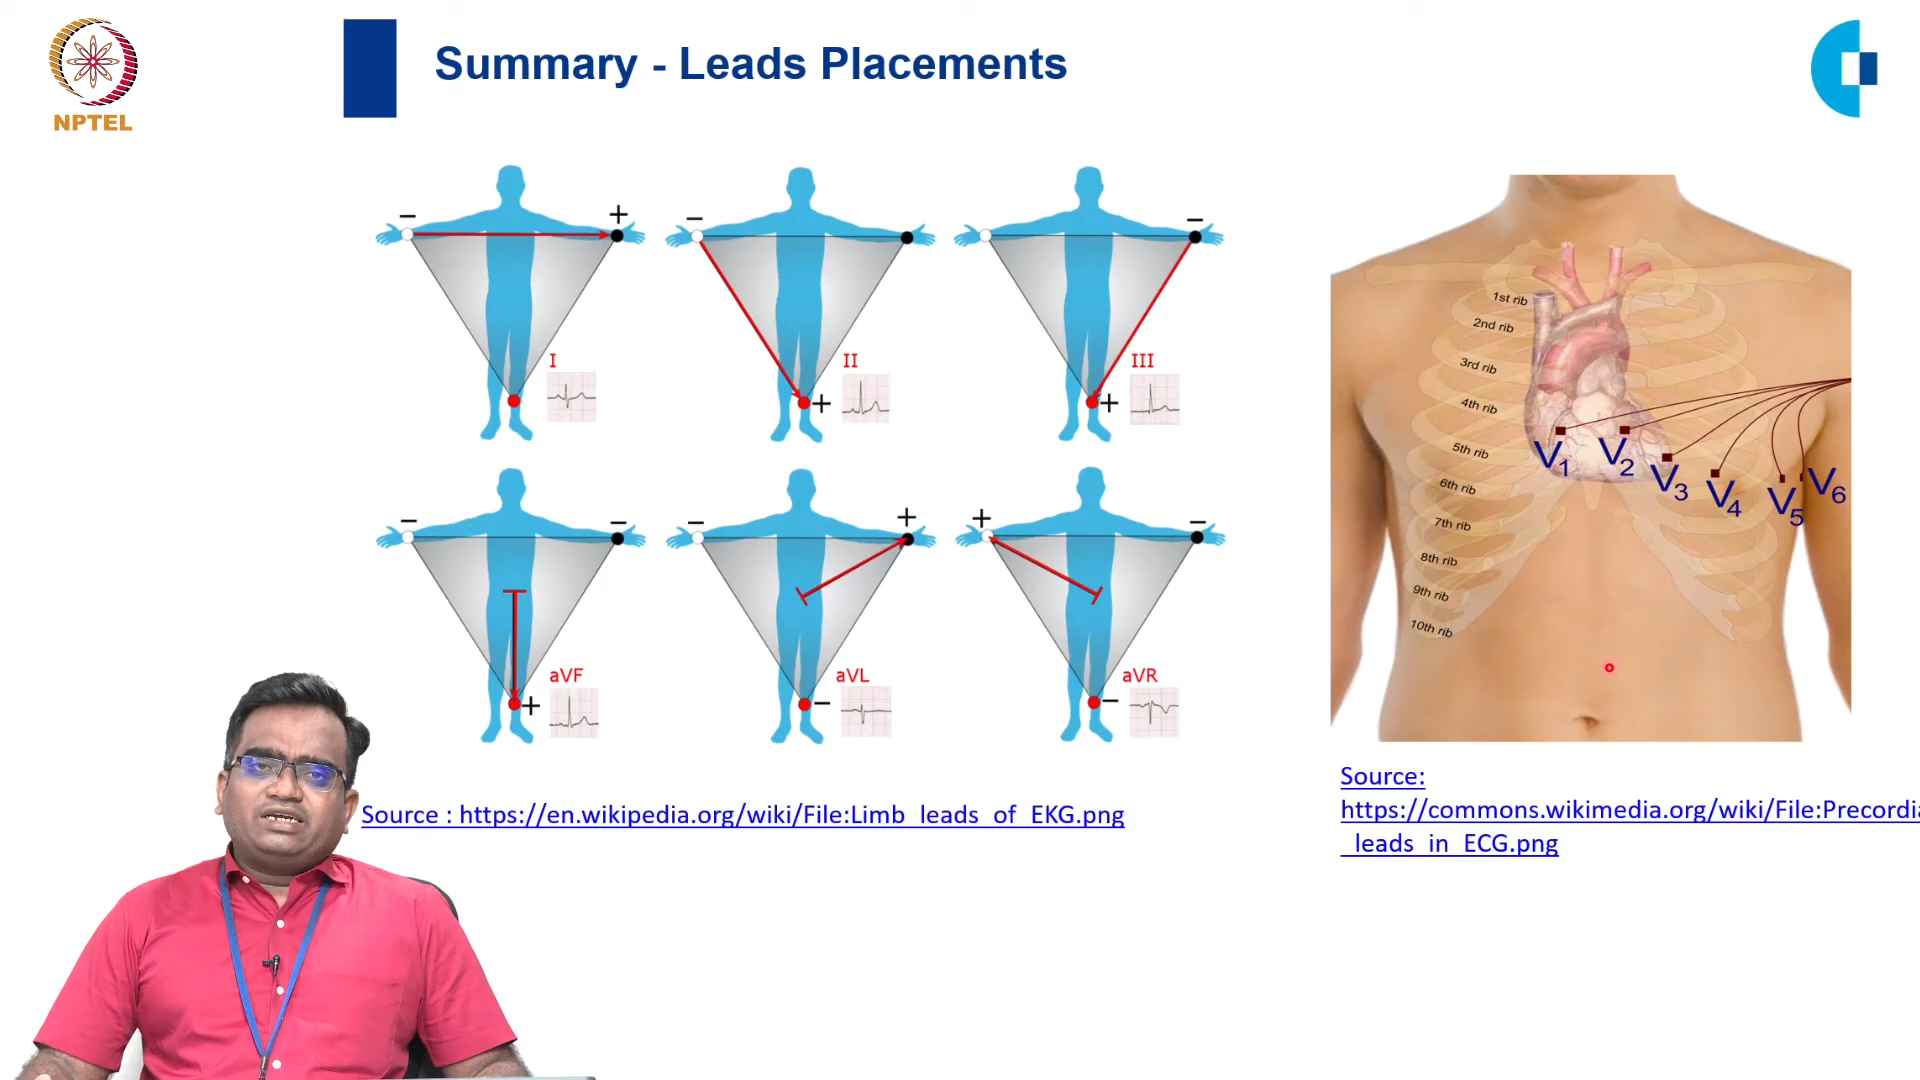 NPTEL
Summary - Leads Placements
− + − −
I II III
+ +
− − − + + −
aVF aVL aVR
+ − −
1st rib
2nd rib
3rd rib
4th rib
5th rib
6th rib
7th rib
8th rib
9th rib
10th rib
V1 V2 V3 V4 V5 V6
Source : https://en.wikipedia.org/wiki/File:Limb_leads_of_EKG.png
Source:
https://commons.wikimedia.org/wiki/File:Precordia
_leads_in_ECG.png